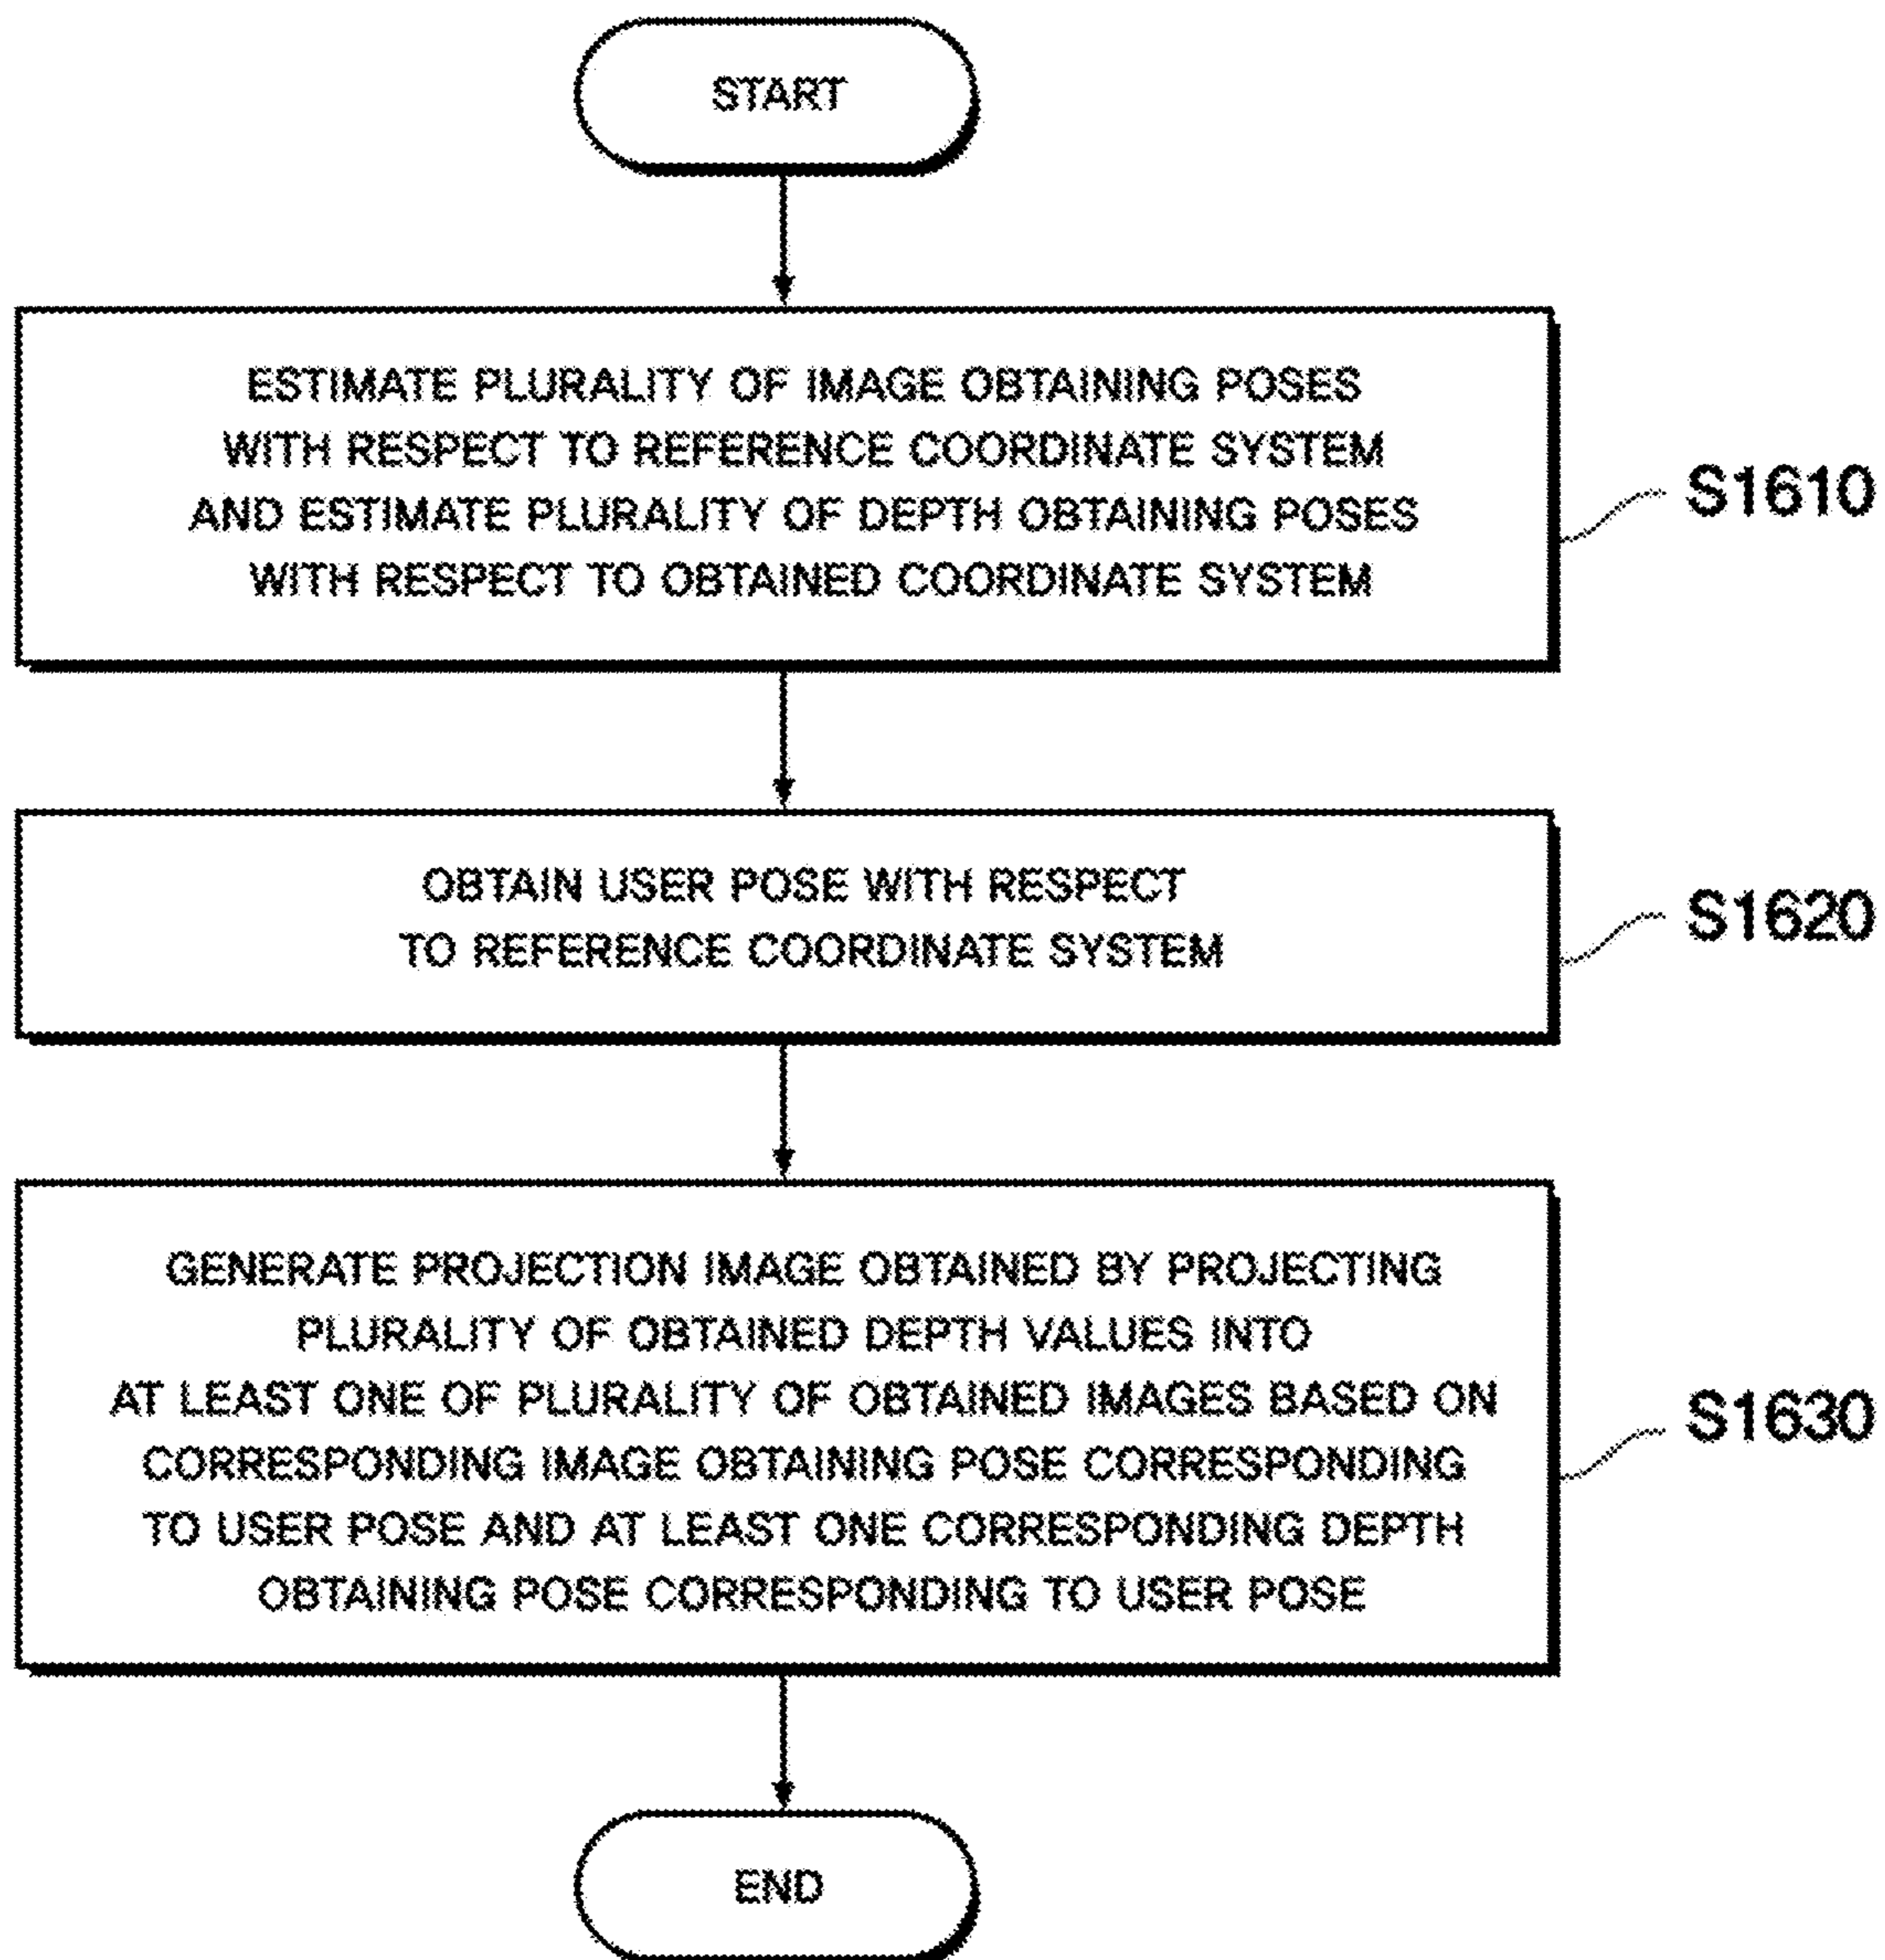 START
ESTIMATE PLURALITY OF IMAGE OBTAINING POSES
WITH RESPECT TO REFERENCE COORDINATE SYSTEM
AND ESTIMATE PLURALITY OF DEPTH OBTAINING POSES
WITH RESPECT TO OBTAINED COORDINATE SYSTEM
S1610
OBTAIN USER POSE WITH RESPECT
TO REFERENCE COORDINATE SYSTEM
S1620
GENERATE PROJECTION IMAGE OBTAINED BY PROJECTING
PLURALITY OF OBTAINED DEPTH VALUES INTO
AT LEAST ONE OF PLURALITY OF OBTAINED IMAGES BASED ON
CORRESPONDING IMAGE OBTAINING POSE CORRESPONDING
TO USER POSE AND AT LEAST ONE CORRESPONDING DEPTH
OBTAINING POSE CORRESPONDING TO USER POSE
S1630
END